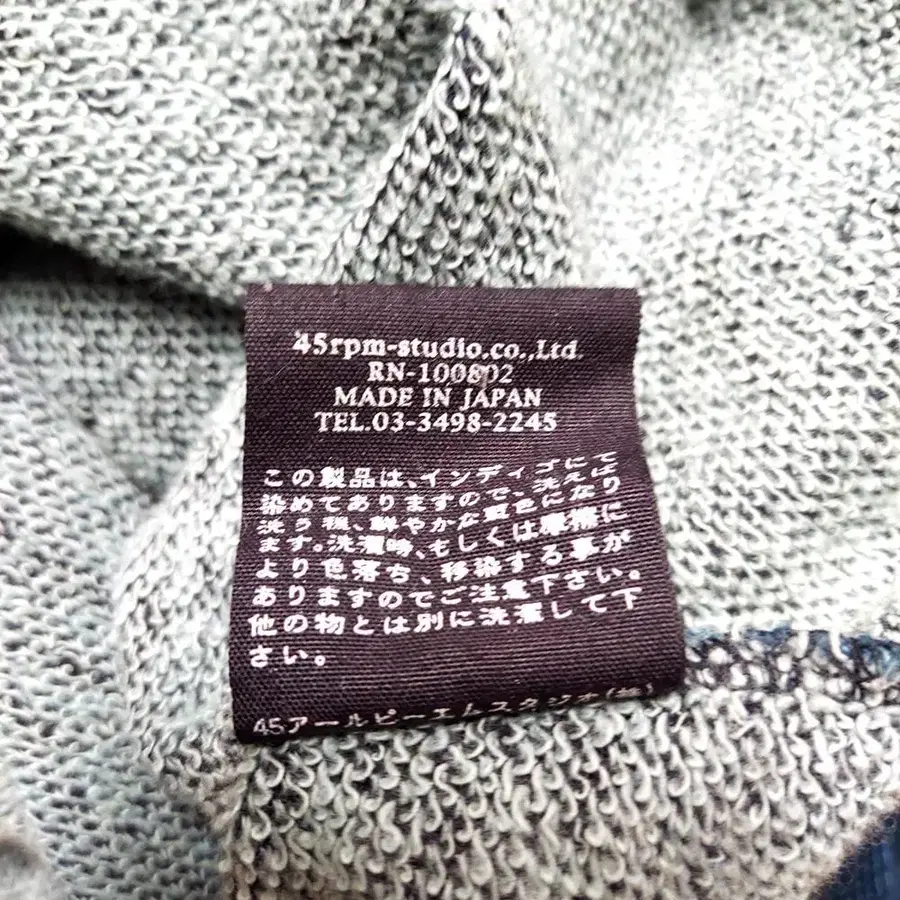 45rpm-studio.co.,Ltd.
RN-100802
MADE IN JAPAN
TEL.03-3498-2245
この製品は、インディゴにて
染めてありますので、洗えば
洗う程、鮮やかな夏色になり
ます。洗濯時、もしくは摩擦に
より色落ち、移染する事が
ありますのでご注意下さい。
他の物とは別に洗濯して下
さい。
45アールピーエムスタジオ(株)